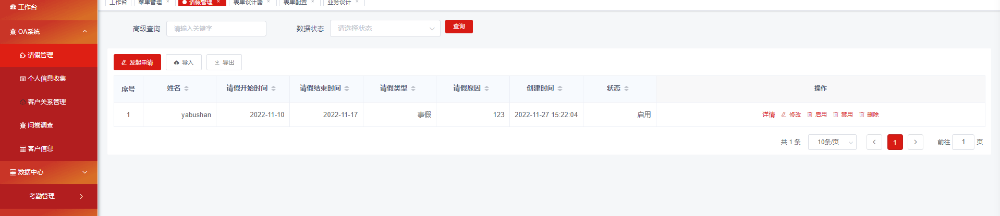 工作台
OA系统
请假管理
个人信息收集
客户关系管理
问卷调查
客户信息
数据中心
考勤管理
工作台 菜单管理 × 请假管理 × 表单设计器 × 表单配置 × 业务设计 ×
高级查询 请输入关键字 数据状态 请选择状态 查询
发起申请 导入 导出
序号 姓名 请假开始时间 请假结束时间 请假类型 请假原因 创建时间 状态 操作
1 yabushan 2022-11-10 2022-11-17 事假 123 2022-11-27 15:22:04 启用 详情 修改 启用 禁用 删除
共 1 条 10条/页 1 前往 1 页